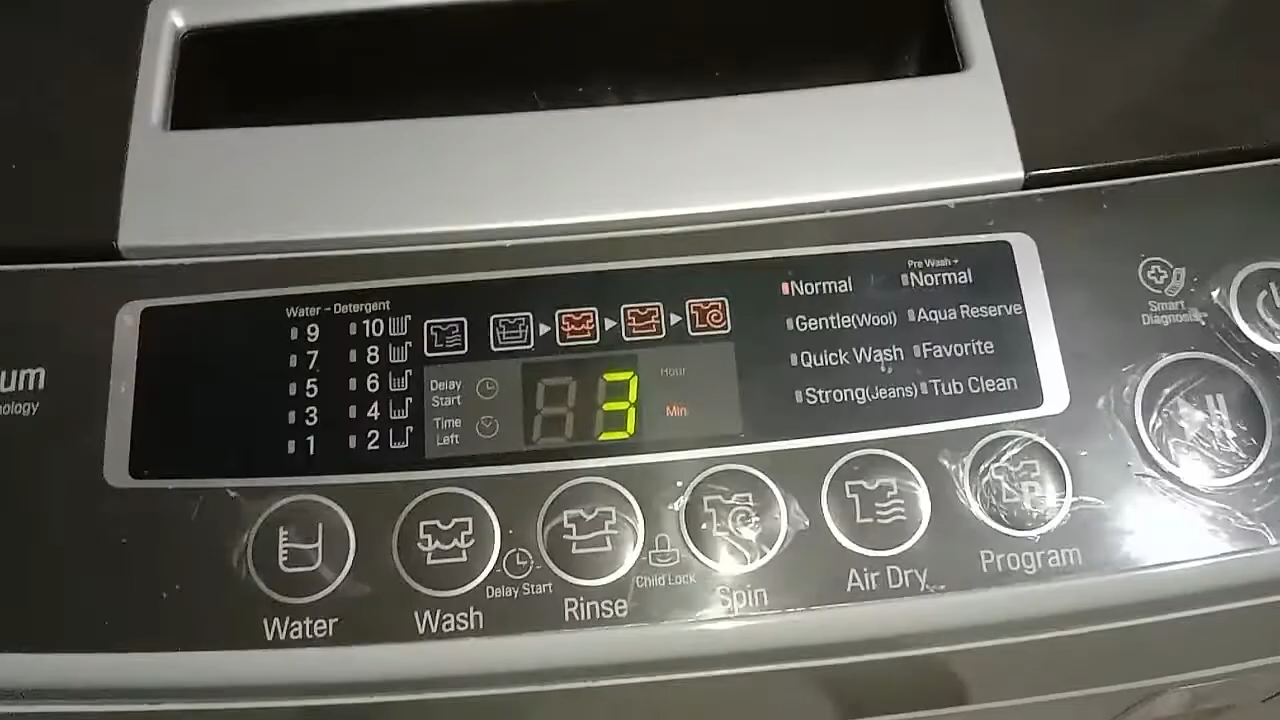 Water - Detergent
9 10
7 8
5 6
3 4
1 2
Delay Start
Time Left
3
Hour
Min
Normal
Gentle(Wool)
Quick Wash
Strong(Jeans)
Pre Wash +
Normal
Aqua Reserve
Favorite
Tub Clean
Smart
Diagnosis
um
nology
Water
Wash
Delay Start
Rinse
Child Lock
Spin
Air Dry
Program